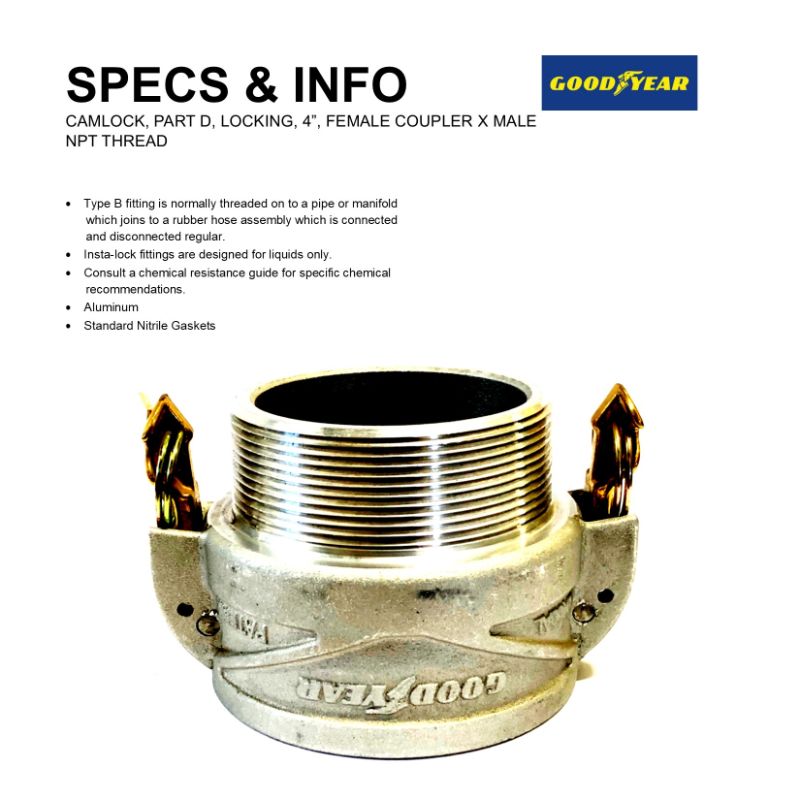 SPECS & INFO
GOODYEAR
CAMLOCK, PART D, LOCKING, 4”, FEMALE COUPLER X MALE
NPT THREAD
• Type B fitting is normally threaded on to a pipe or manifold
which joins to a rubber hose assembly which is connected
and disconnected regular.
• Insta-lock fittings are designed for liquids only.
• Consult a chemical resistance guide for specific chemical
recommendations.
• Aluminum
• Standard Nitrile Gaskets
GOODYEAR